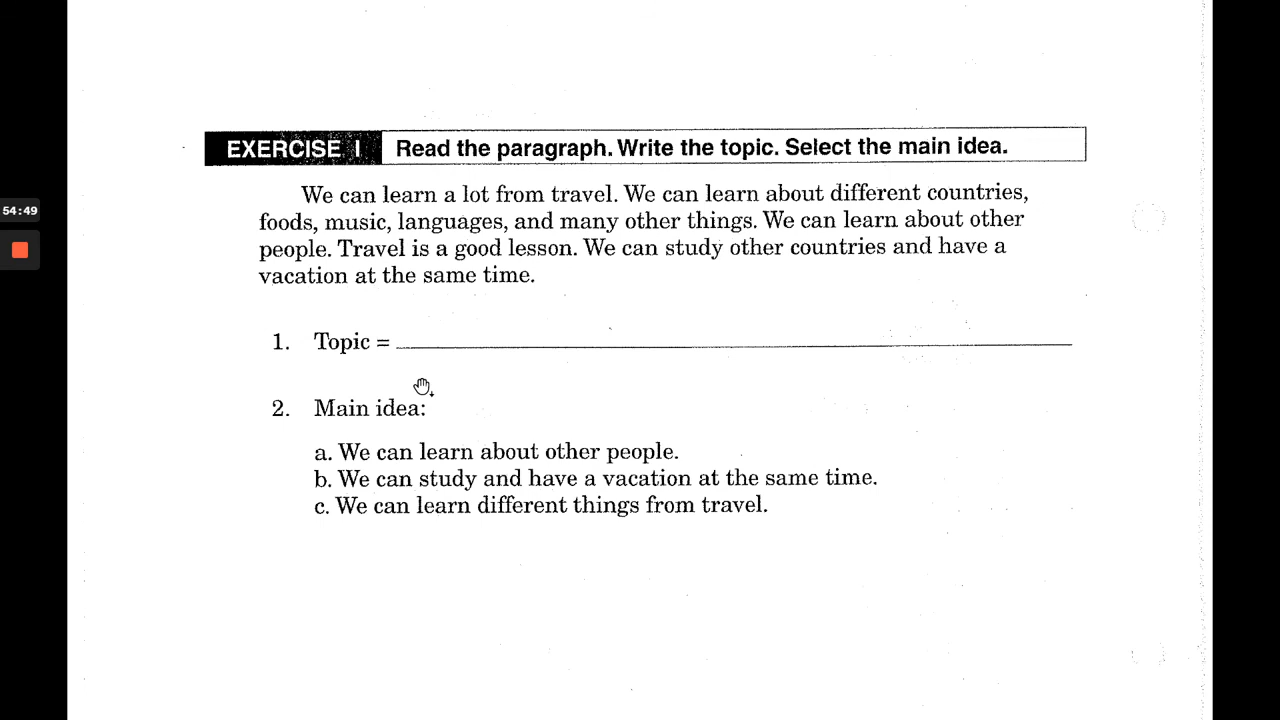 EXERCISE 1 Read the paragraph. Write the topic. Select the main idea.
We can learn a lot from travel. We can learn about different countries,
foods, music, languages, and many other things. We can learn about other
people. Travel is a good lesson. We can study other countries and have a
vacation at the same time.
54:49
1. Topic = 
2. Main idea:
a. We can learn about other people.
b. We can study and have a vacation at the same time.
c. We can learn different things from travel.